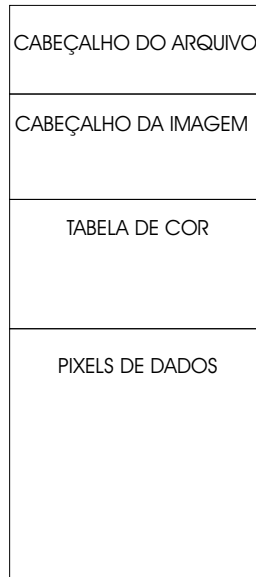 CABEÇALHO DO ARQUIVO
CABEÇALHO DA IMAGEM
TABELA DE COR
PIXELS DE DADOS